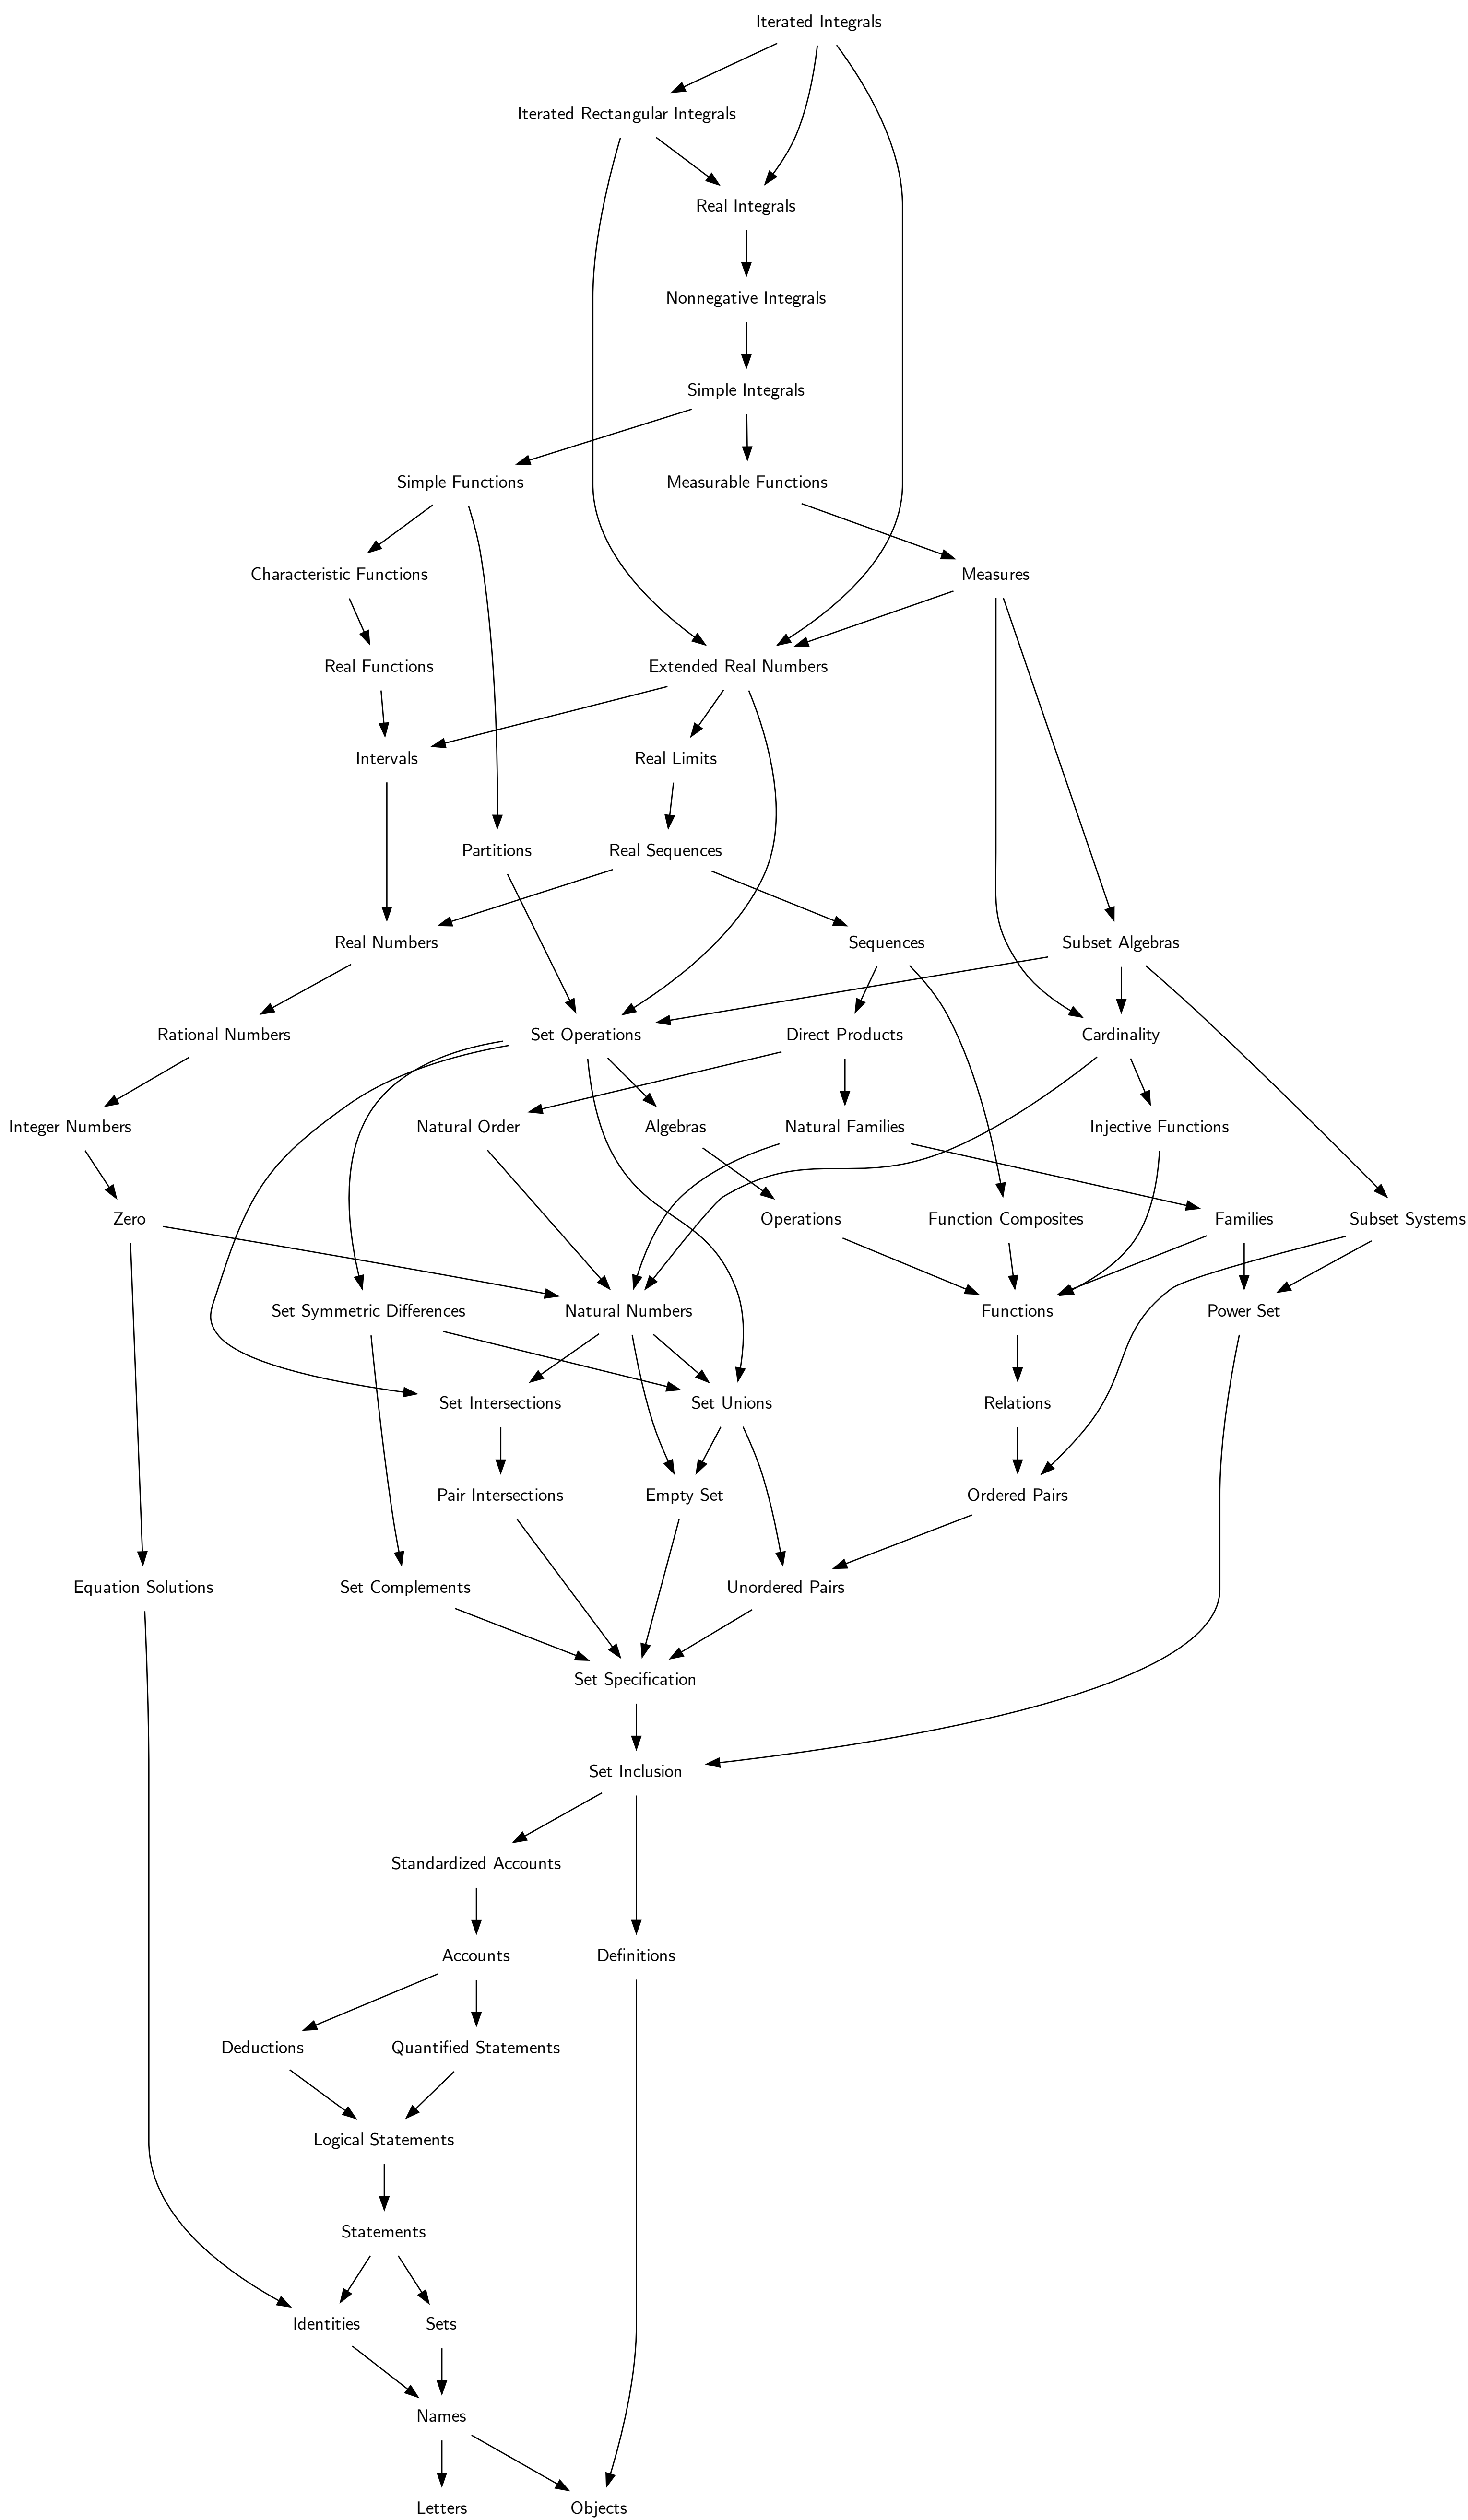 Iterated Integrals
Iterated Rectangular Integrals
Real Integrals
Nonnegative Integrals
Simple Integrals
Simple Functions
Measurable Functions
Characteristic Functions
Measures
Real Functions
Extended Real Numbers
Intervals
Real Limits
Partitions
Real Sequences
Real Numbers
Sequences
Subset Algebras
Rational Numbers
Set Operations
Direct Products
Cardinality
Integer Numbers
Natural Order
Algebras
Natural Families
Injective Functions
Zero
Operations
Function Composites
Families
Subset Systems
Set Symmetric Differences
Natural Numbers
Functions
Power Set
Set Intersections
Set Unions
Relations
Pair Intersections
Empty Set
Ordered Pairs
Equation Solutions
Set Complements
Unordered Pairs
Set Specification
Set Inclusion
Standardized Accounts
Accounts
Definitions
Deductions
Quantified Statements
Logical Statements
Statements
Identities
Sets
Names
Letters
Objects